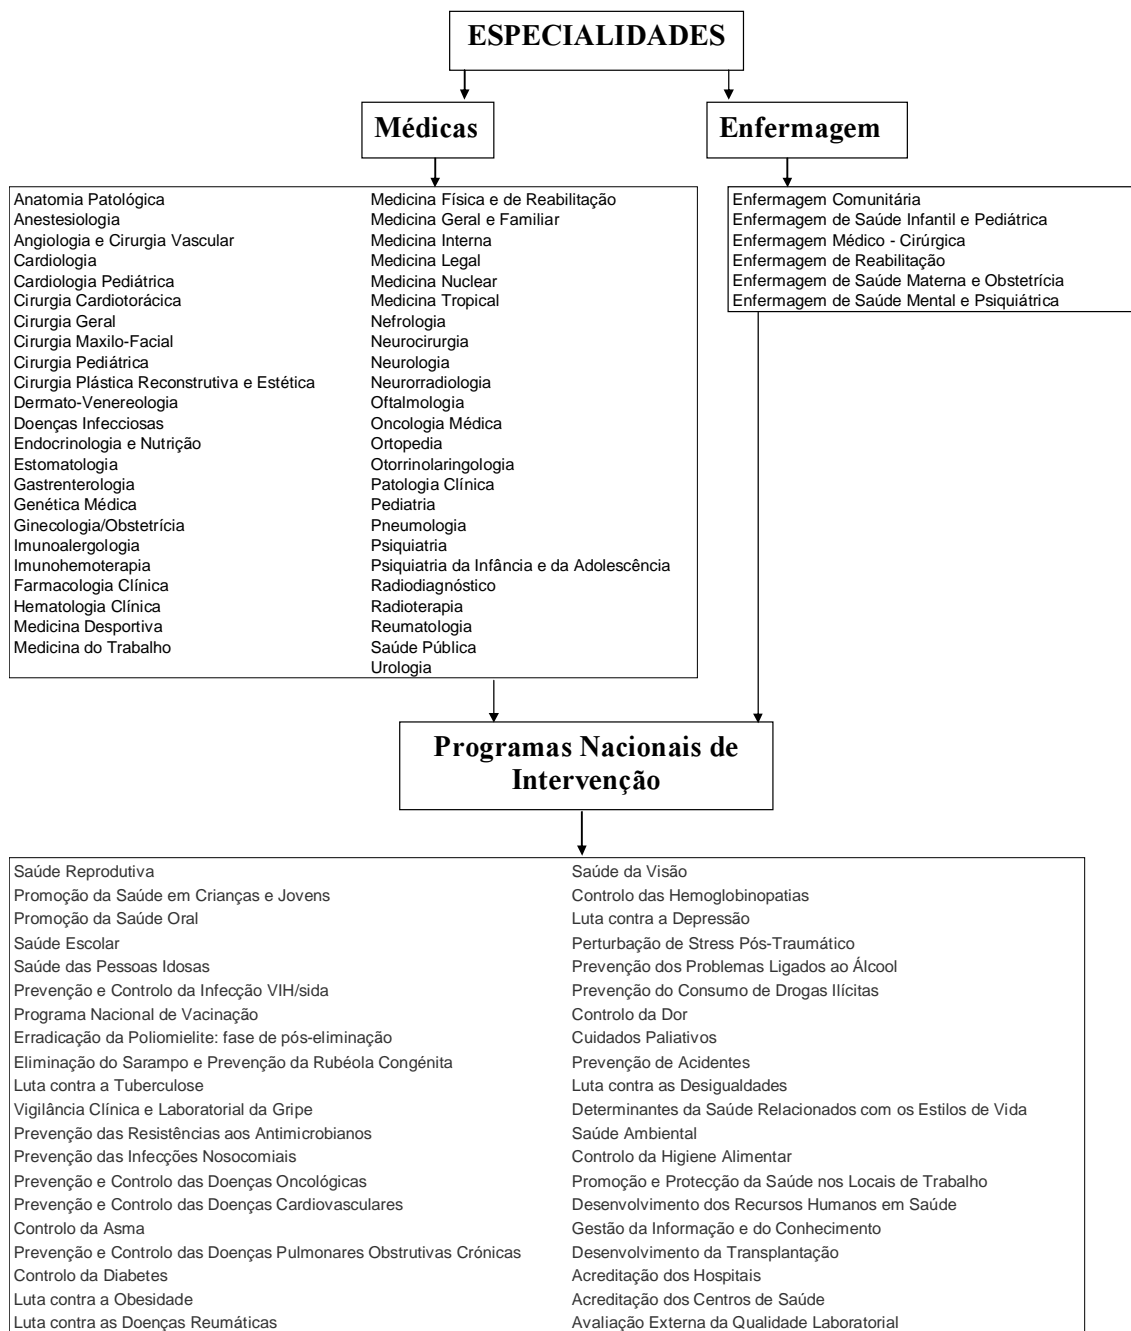 ESPECIALIDADES
Médicas
Enfermagem
Anatomia Patológica
Anestesiologia
Angiologia e Cirurgia Vascular
Cardiologia
Cardiologia Pediátrica
Cirurgia Cardiotorácica
Cirurgia Geral
Cirurgia Maxilo-Facial
Cirurgia Pediátrica
Cirurgia Plástica Reconstrutiva e Estética
Dermato-Venereologia
Doenças Infecciosas
Endocrinologia e Nutrição
Estomatologia
Gastrenterologia
Genética Médica
Ginecologia/Obstetrícia
Imunoalergologia
Imunohemoterapia
Farmacologia Clínica
Hematologia Clínica
Medicina Desportiva
Medicina do Trabalho
Medicina Física e de Reabilitação
Medicina Geral e Familiar
Medicina Interna
Medicina Legal
Medicina Nuclear
Medicina Tropical
Nefrologia
Neurocirurgia
Neurologia
Neurorradiologia
Oftalmologia
Oncologia Médica
Ortopedia
Otorrinolaringologia
Patologia Clínica
Pediatria
Pneumologia
Psiquiatria
Psiquiatria da Infância e da Adolescência
Radiodiagnóstico
Radioterapia
Reumatologia
Saúde Pública
Urologia
Enfermagem Comunitária
Enfermagem de Saúde Infantil e Pediátrica
Enfermagem Médico - Cirúrgica
Enfermagem de Reabilitação
Enfermagem de Saúde Materna e Obstetrícia
Enfermagem de Saúde Mental e Psiquiátrica
Programas Nacionais de
Intervenção
Saúde Reprodutiva
Promoção da Saúde em Crianças e Jovens
Promoção da Saúde Oral
Saúde Escolar
Saúde das Pessoas Idosas
Prevenção e Controlo da Infecção VIH/sida
Programa Nacional de Vacinação
Erradicação da Poliomielite: fase de pós-eliminação
Eliminação do Sarampo e Prevenção da Rubéola Congénita
Luta contra a Tuberculose
Vigilância Clínica e Laboratorial da Gripe
Prevenção das Resistências aos Antimicrobianos
Prevenção das Infecções Nosocomiais
Prevenção e Controlo das Doenças Oncológicas
Prevenção e Controlo das Doenças Cardiovasculares
Controlo da Asma
Prevenção e Controlo das Doenças Pulmonares Obstrutivas Crónicas
Controlo da Diabetes
Luta contra a Obesidade
Luta contra as Doenças Reumáticas
Saúde da Visão
Controlo das Hemoglobinopatias
Luta contra a Depressão
Perturbação de Stress Pós-Traumático
Prevenção dos Problemas Ligados ao Álcool
Prevenção do Consumo de Drogas Ilícitas
Controlo da Dor
Cuidados Paliativos
Prevenção de Acidentes
Luta contra as Desigualdades
Determinantes da Saúde Relacionados com os Estilos de Vida
Saúde Ambiental
Controlo da Higiene Alimentar
Promoção e Protecção da Saúde nos Locais de Trabalho
Desenvolvimento dos Recursos Humanos em Saúde
Gestão da Informação e do Conhecimento
Desenvolvimento da Transplantação
Acreditação dos Hospitais
Acreditação dos Centros de Saúde
Avaliação Externa da Qualidade Laboratorial